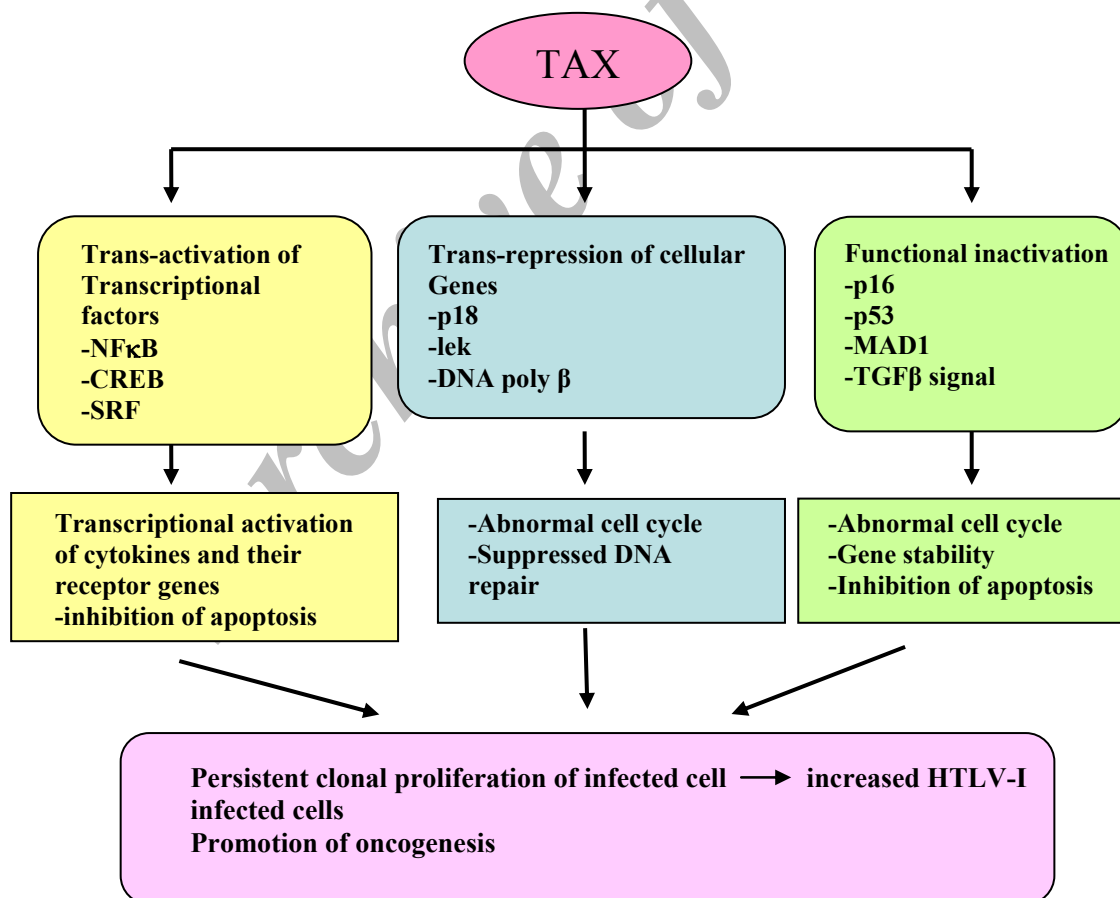 TAX
Trans-activation of
Transcriptional
factors
-NFκB
-CREB
-SRF
Trans-repression of cellular
Genes
-p18
-lek
-DNA poly β
Functional inactivation
-p16
-p53
-MAD1
-TGFβ signal
Transcriptional activation
of cytokines and their
receptor genes
-inhibition of apoptosis
-Abnormal cell cycle
-Suppressed DNA
repair
-Abnormal cell cycle
-Gene stability
-Inhibition of apoptosis
Persistent clonal proliferation of infected cell → increased HTLV-I
infected cells
Promotion of oncogenesis